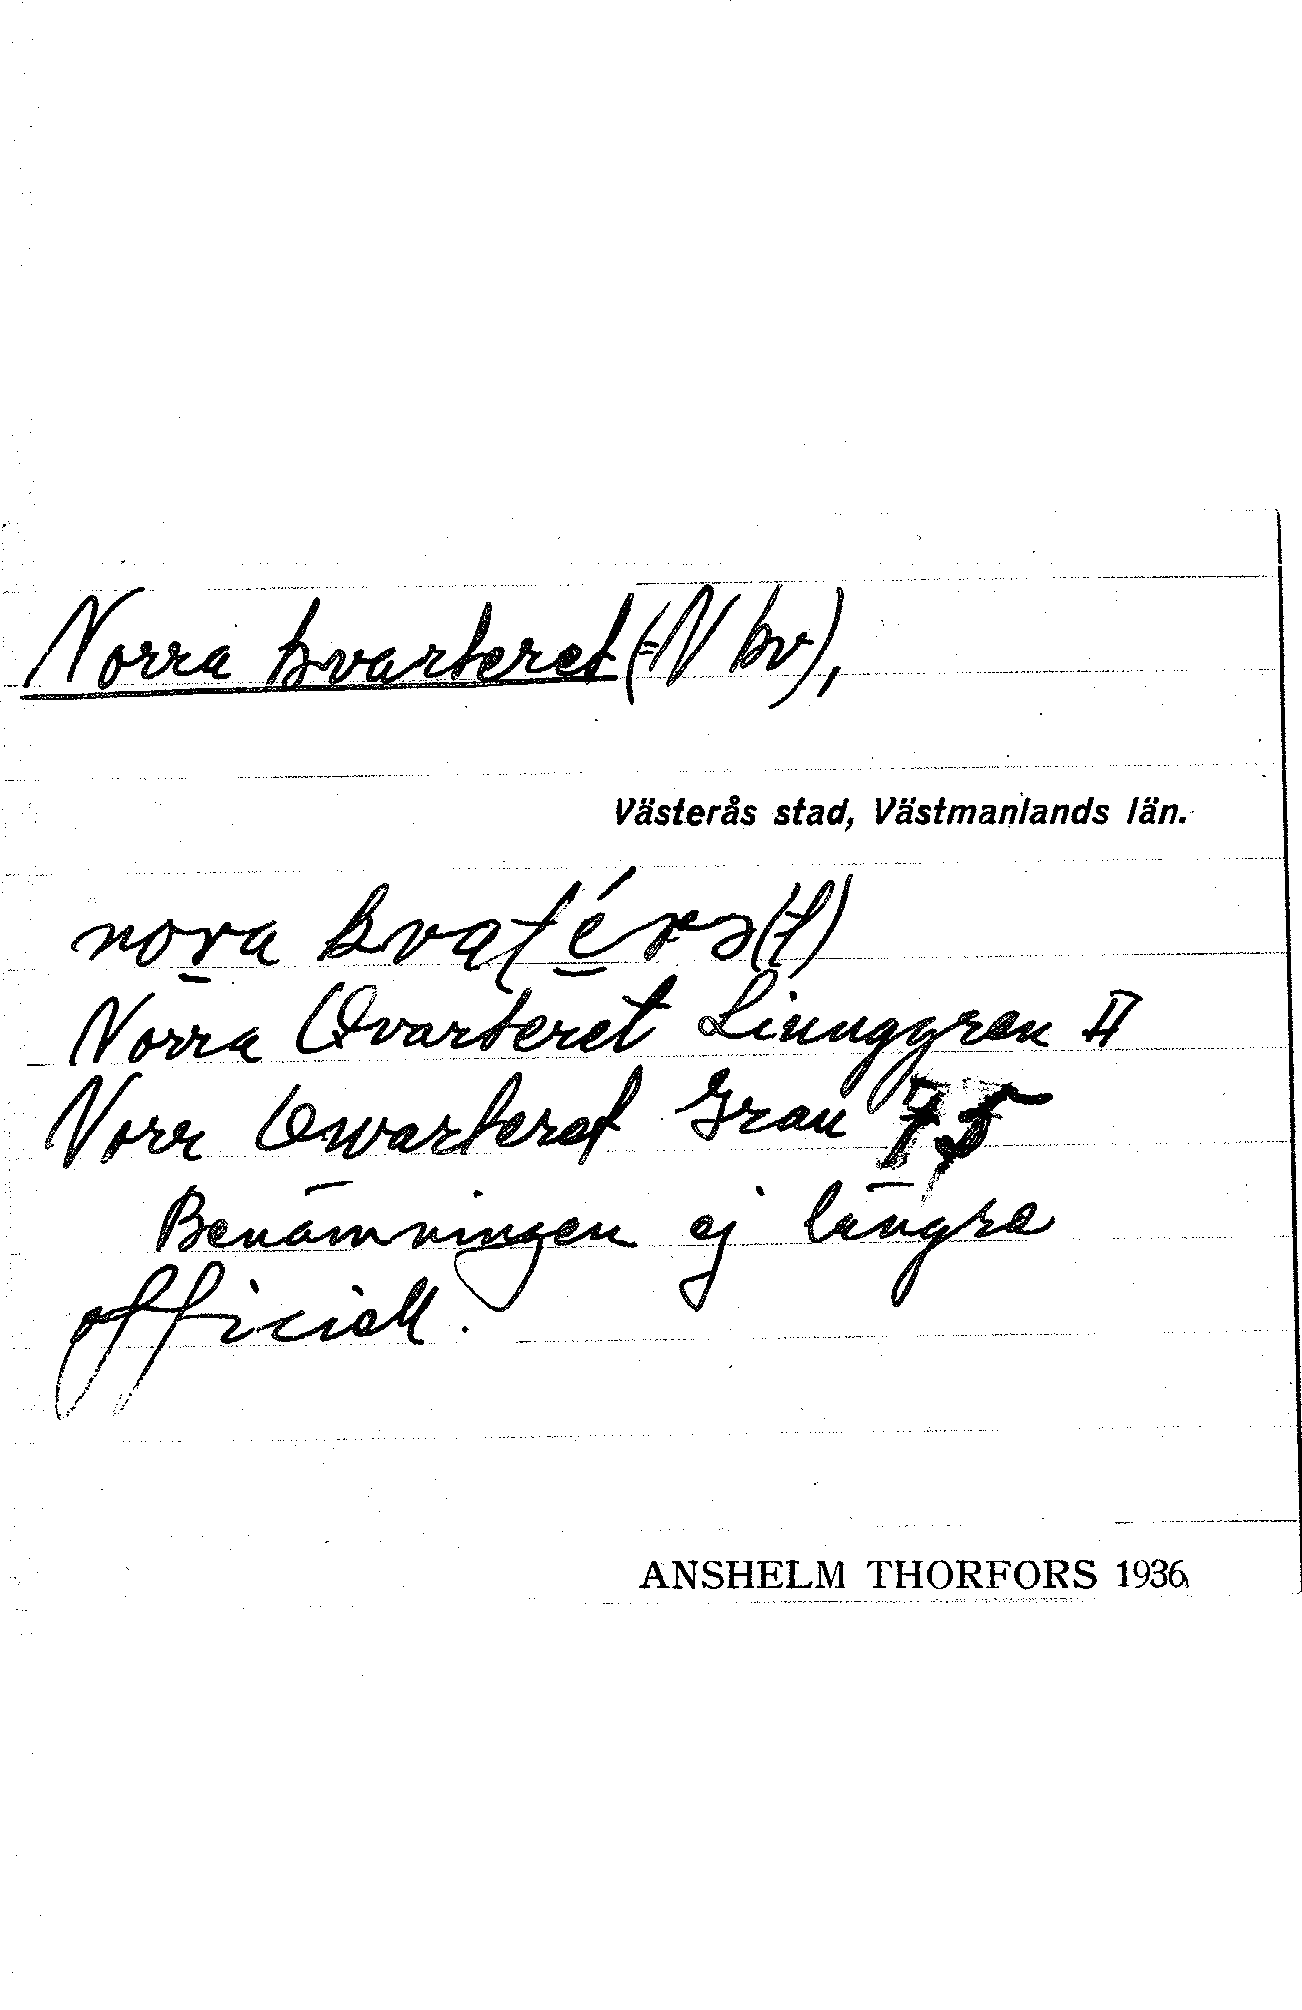 Norra kvarteret (=N kv),
Västerås stad, Västmanlands län.
nora kvatérə(t)
Norra Qvarteret Linnggren II
Norr Qwarteret Grau 75
Benämningen ej längre
officiell.
ANSHELM THORFORS 1936